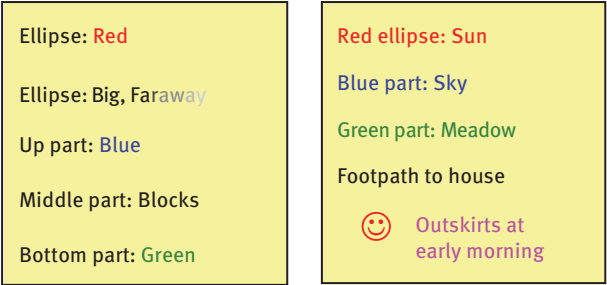 Ellipse: Red
Ellipse: Big, Faraway
Up part: Blue
Middle part: Blocks
Bottom part: Green
Red ellipse: Sun
Blue part: Sky
Green part: Meadow
Footpath to house
Outskirts at
early morning